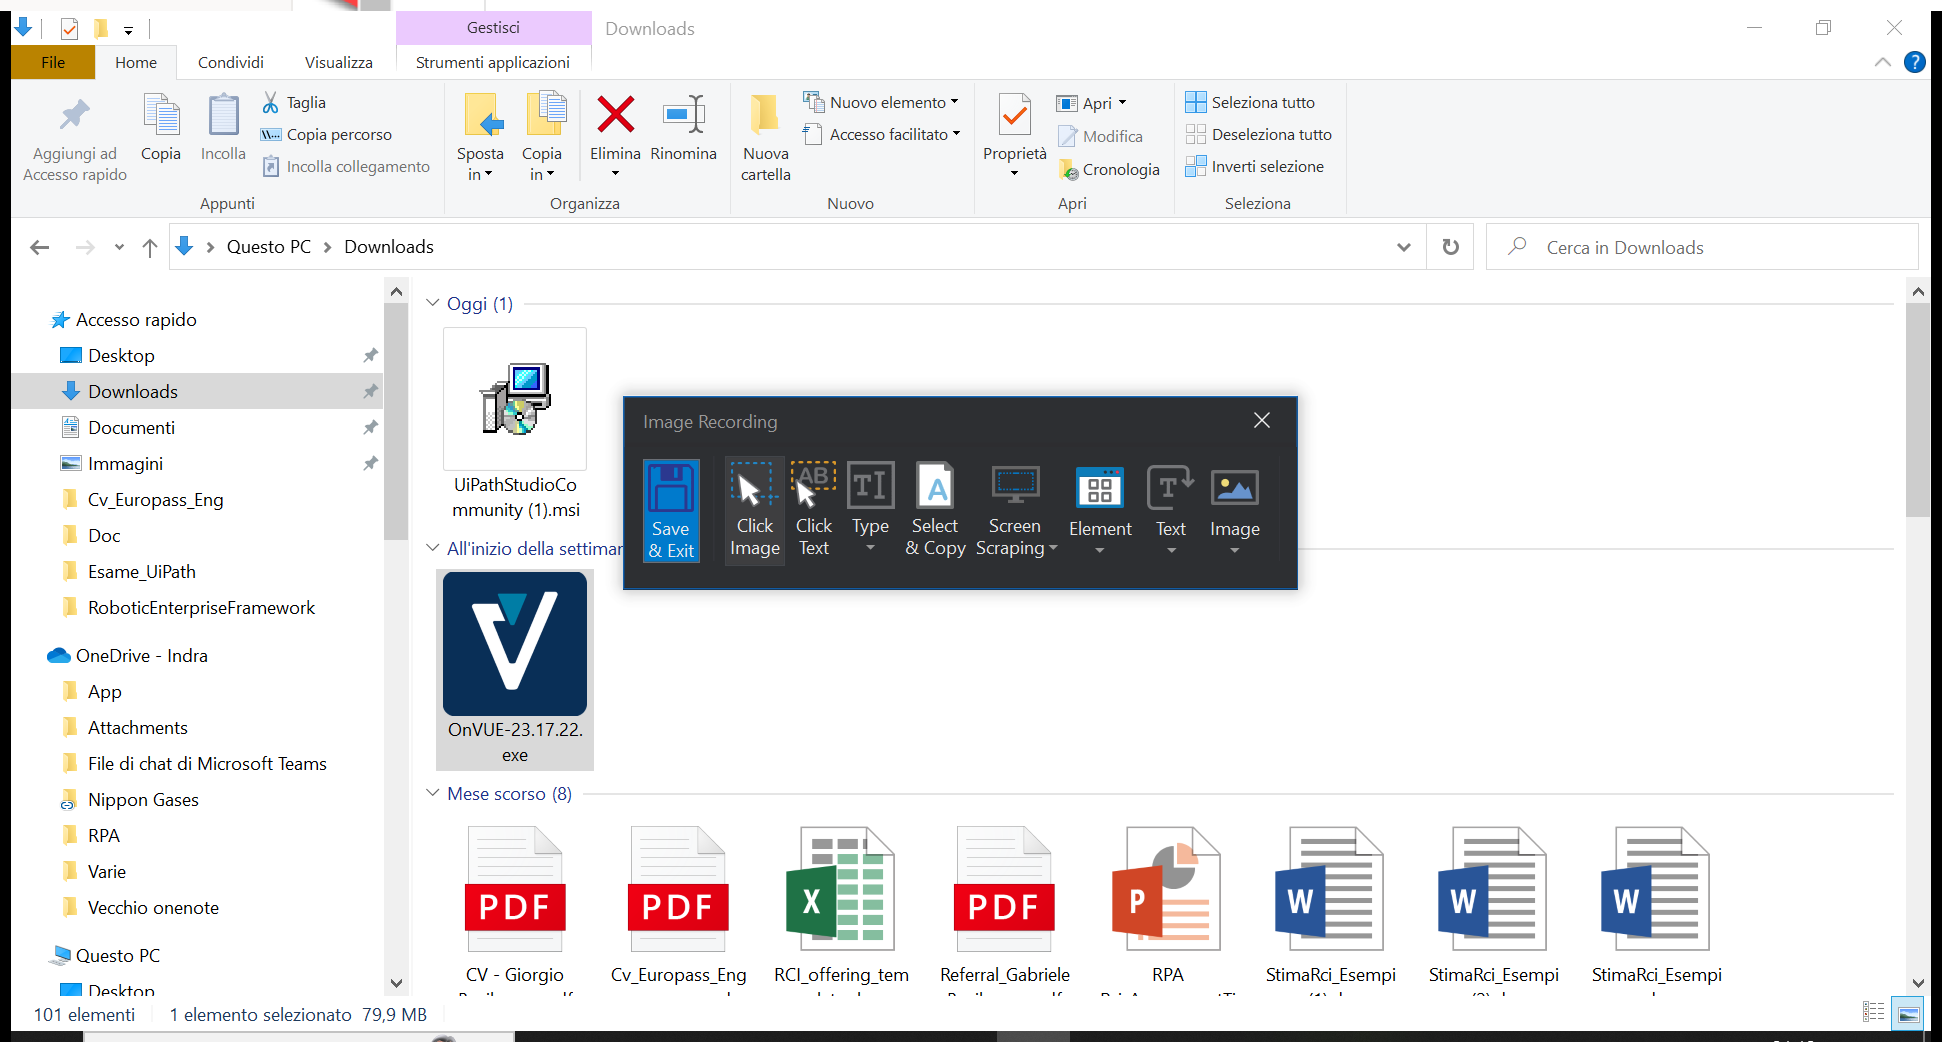 Gestisci
Downloads
File
Home
Condividi
Visualizza
Strumenti applicazioni
Aggiungi ad
Accesso rapido
Copia
Incolla
Taglia
Copia percorso
Incolla collegamento
Appunti
Sposta
in
Copia
in
Elimina
Rinomina
Organizza
Nuova
cartella
Nuovo elemento
Accesso facilitato
Nuovo
Proprietà
Apri
Modifica
Cronologia
Apri
Seleziona tutto
Deseleziona tutto
Inverti selezione
Seleziona
Questo PC
Downloads
Cerca in Downloads
Accesso rapido
Desktop
Downloads
Documenti
Immagini
Cv_Europass_Eng
Doc
Esame_UiPath
RoboticEnterpriseFramework
OneDrive - Indra
App
Attachments
File di chat di Microsoft Teams
Nippon Gases
RPA
Varie
Vecchio onenote
Questo PC
Desktop
Oggi (1)
UiPathStudioCo
mmunity (1).msi
All'inizio della settimar
OnVUE-23.17.22.
exe
Image Recording
Save
& Exit
Click
Image
AB
Click
Text
Type
A
Select
& Copy
Screen
Scraping
Element
T
Text
Image
Mese scorso (8)
PDF
CV - Giorgio
PDF
Cv_Europass_Eng
X
RCI_offering_tem
PDF
Referral_Gabriele
P
RPA
W
StimaRci_Esempi
W
StimaRci_Esempi
W
StimaRci_Esempi
101 elementi
1 elemento selezionato 79,9 MB